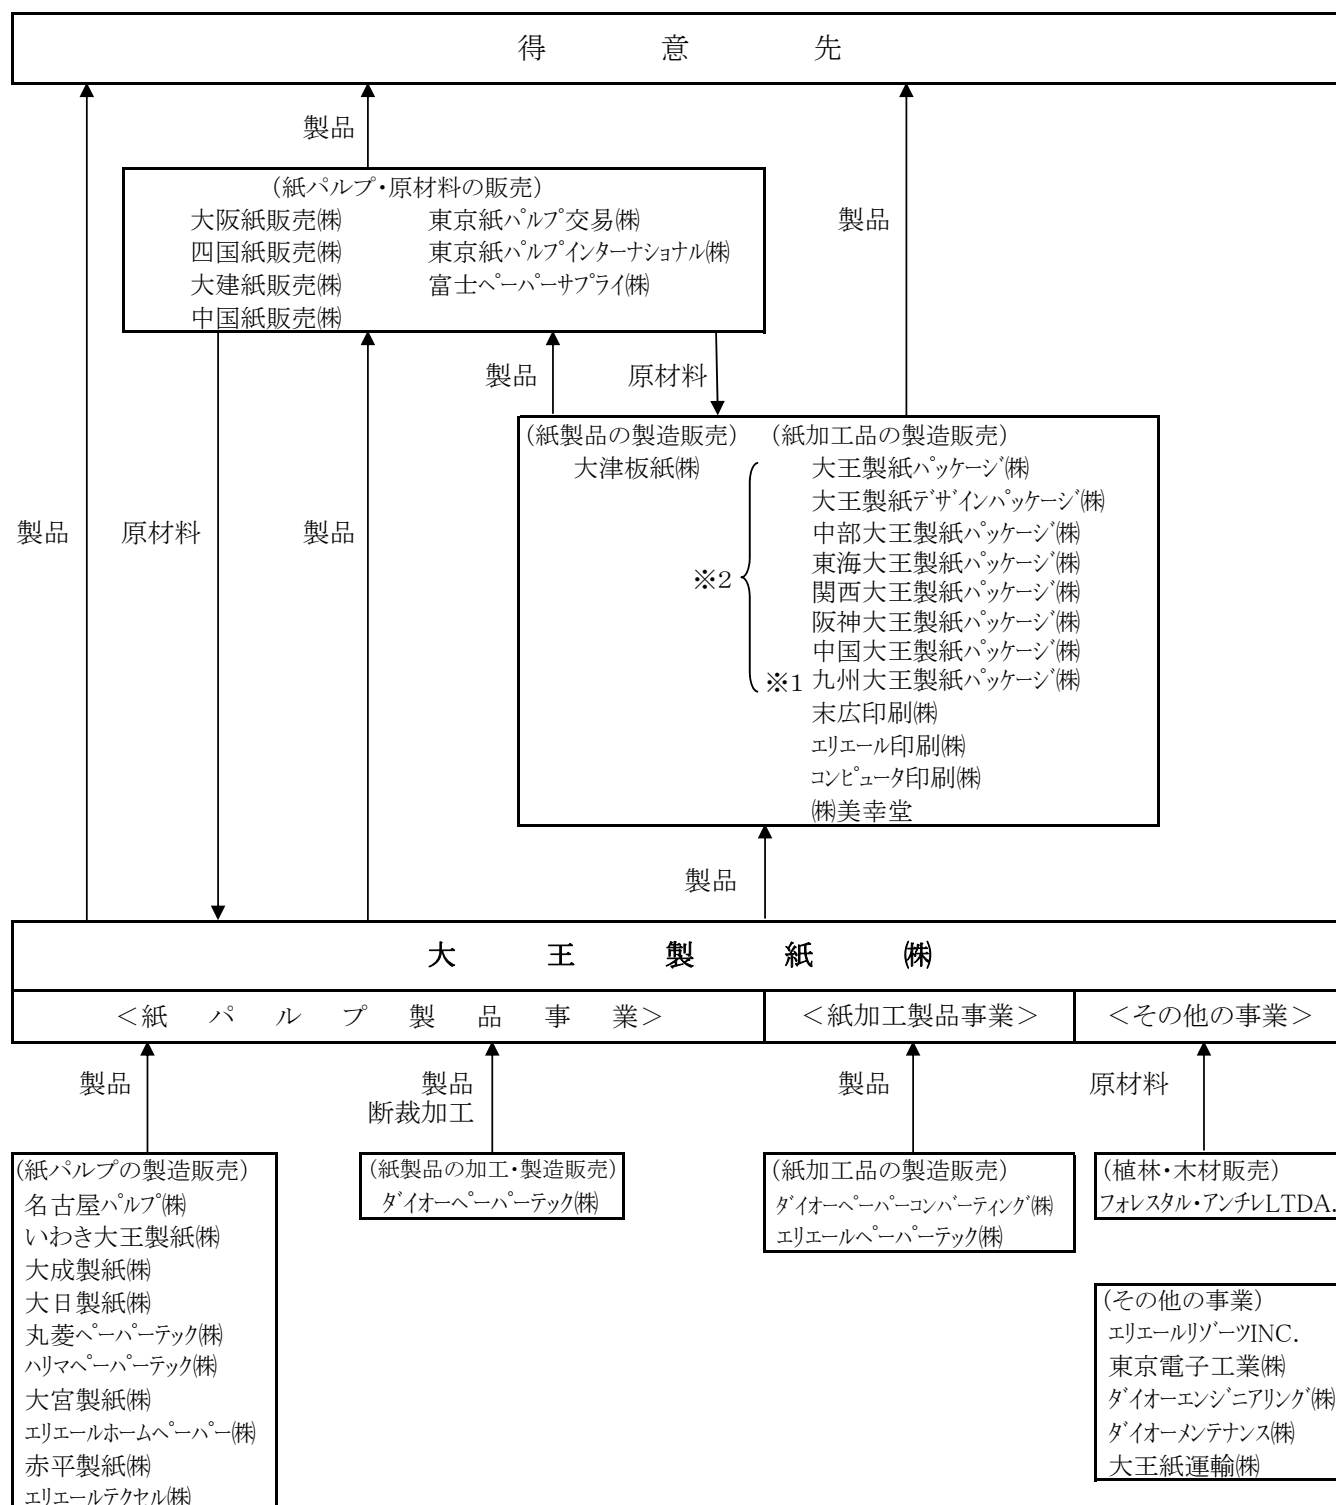 得意先
製品
(紙パルプ・原材料の販売)
大阪紙販売㈱ 東京紙パルプ交易㈱
四国紙販売㈱ 東京紙パルプインターナショナル㈱
大建紙販売㈱ 富士ペーパーサプライ㈱
中国紙販売㈱
製品
製品 原材料
(紙製品の製造販売) (紙加工品の製造販売)
大津板紙㈱ 大王製紙パッケージ㈱
大王製紙デザインパッケージ㈱
中部大王製紙パッケージ㈱
東海大王製紙パッケージ㈱
※2 関西大王製紙パッケージ㈱
阪神大王製紙パッケージ㈱
中国大王製紙パッケージ㈱
※1 九州大王製紙パッケージ㈱
末広印刷㈱
エリエール印刷㈱
コンピュータ印刷㈱
㈱美幸堂
製品 原材料 製品
製品
大王製紙㈱
<紙パルプ製品事業> <紙加工製品事業> <その他の事業>
製品 製品 製品 原材料
断裁加工
(紙パルプの製造販売) (紙製品の加工・製造販売) (紙加工品の製造販売) (植林・木材販売)
名古屋パルプ㈱ ダイオーペーパーテック㈱ ダイオーペーパーコンバーティング㈱ フォレスタル・アンチレLTDA.
いわき大王製紙㈱ エリエールペーパーテック㈱
大成製紙㈱
大日製紙㈱
丸菱ペーパーテック㈱
ハリマペーパーテック㈱
大宮製紙㈱
エリエールホームペーパー㈱
赤平製紙㈱
エリエールテクセル㈱
(その他の事業)
エリエールリゾーツINC.
東京電子工業㈱
ダイオーエンジニアリング㈱
ダイオーメンテナンス㈱
大王紙運輸㈱